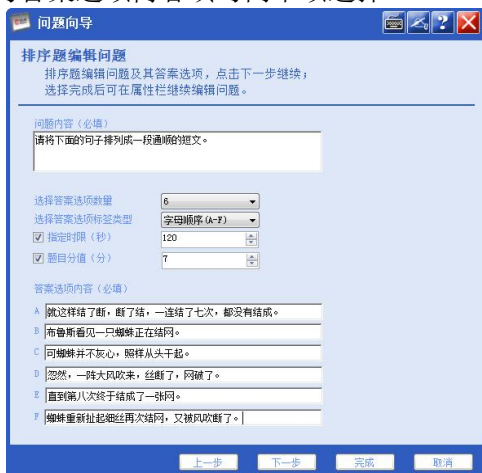 问题向导
排序题编辑问题
排序题编辑问题及其答案选项，点击下一步继续；
选择完成后可在属性栏继续编辑问题。
问题内容（必填）
请将下面的句子排列成一段通顺的短文。
选择答案选项数量 6
选择答案选项标签类型 字母顺序(A-F)
指定时限（秒） 120
题目分值（分） 7
答案选项内容（必填）
A 就这样结了断，断了结，一连结了七次，都没有结成。
B 布鲁斯看见一只蜘蛛正在结网。
C 可蜘蛛并不灰心，照样从头干起。
D 忽然，一阵大风吹来，丝断了，网破了。
E 直到第八次终于结成了一张网。
F 蜘蛛重新扯起细丝再次结网，又被风吹断了。
上一步 下一步 完成 取消